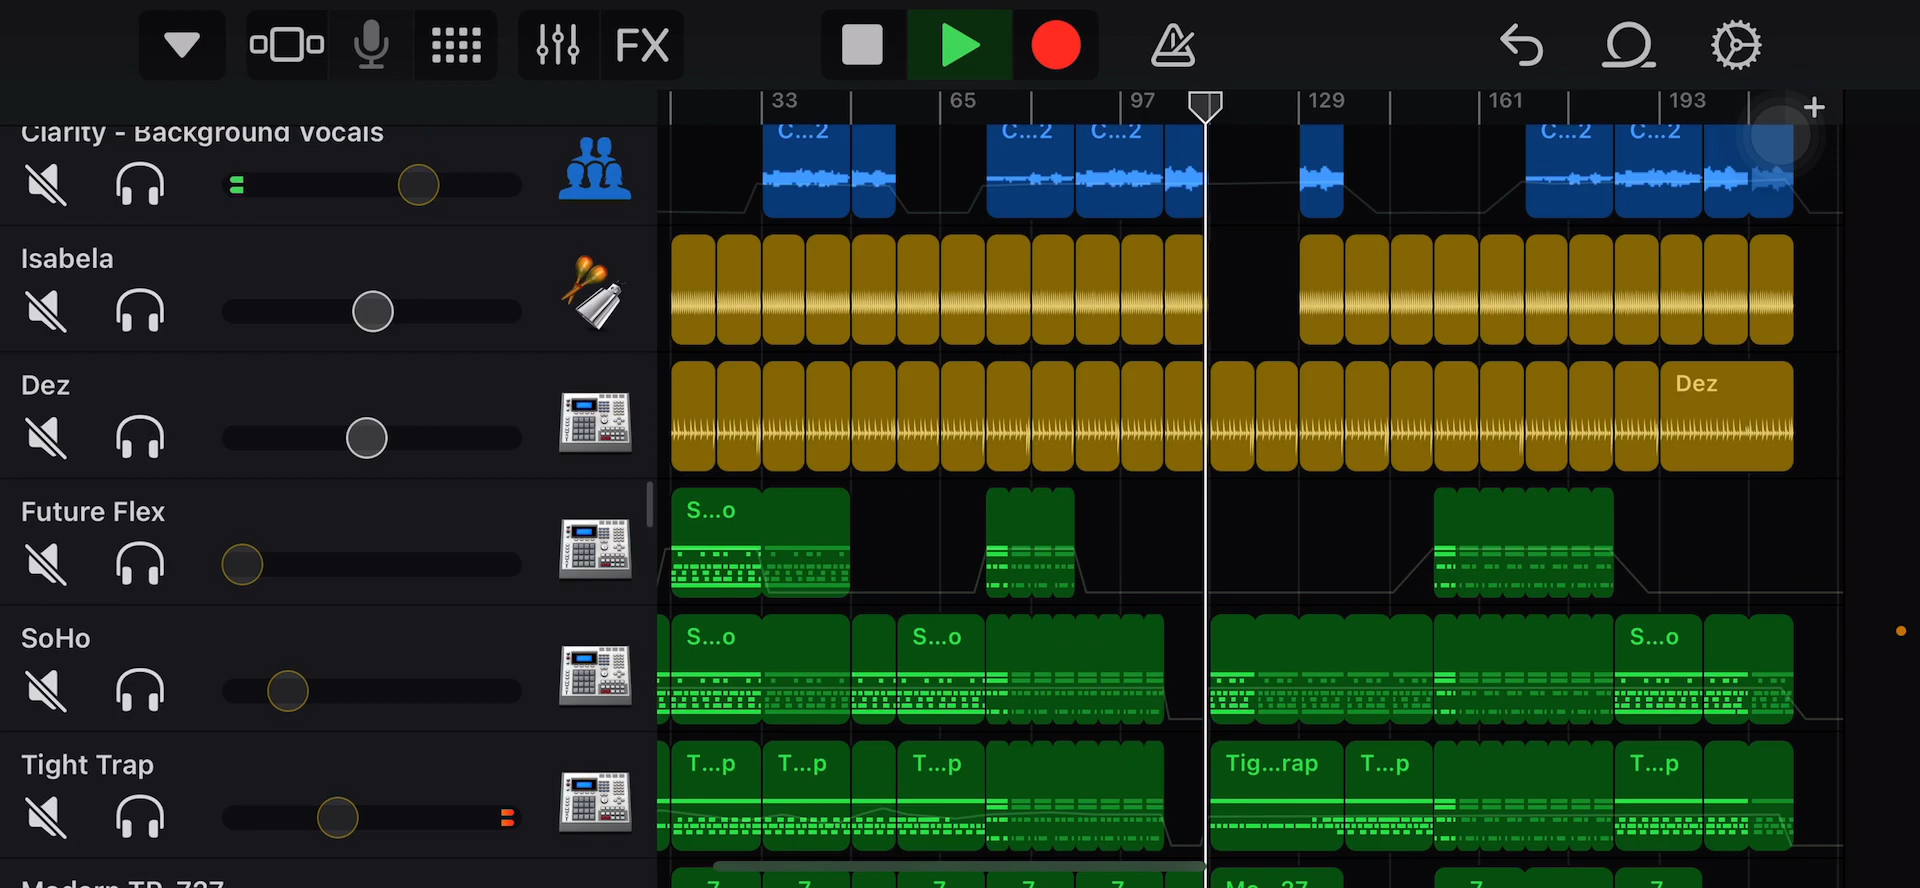 FX
33 65 97 129 161 193 +
Clarity - Background Vocals
C...2 C...2 C...2 C...2 C...2
Isabela
Dez
Dez
Future Flex
S...o
SoHo
S...o S...o S...o
Tight Trap
T...p T...p T...p Tig...rap T...p T...p